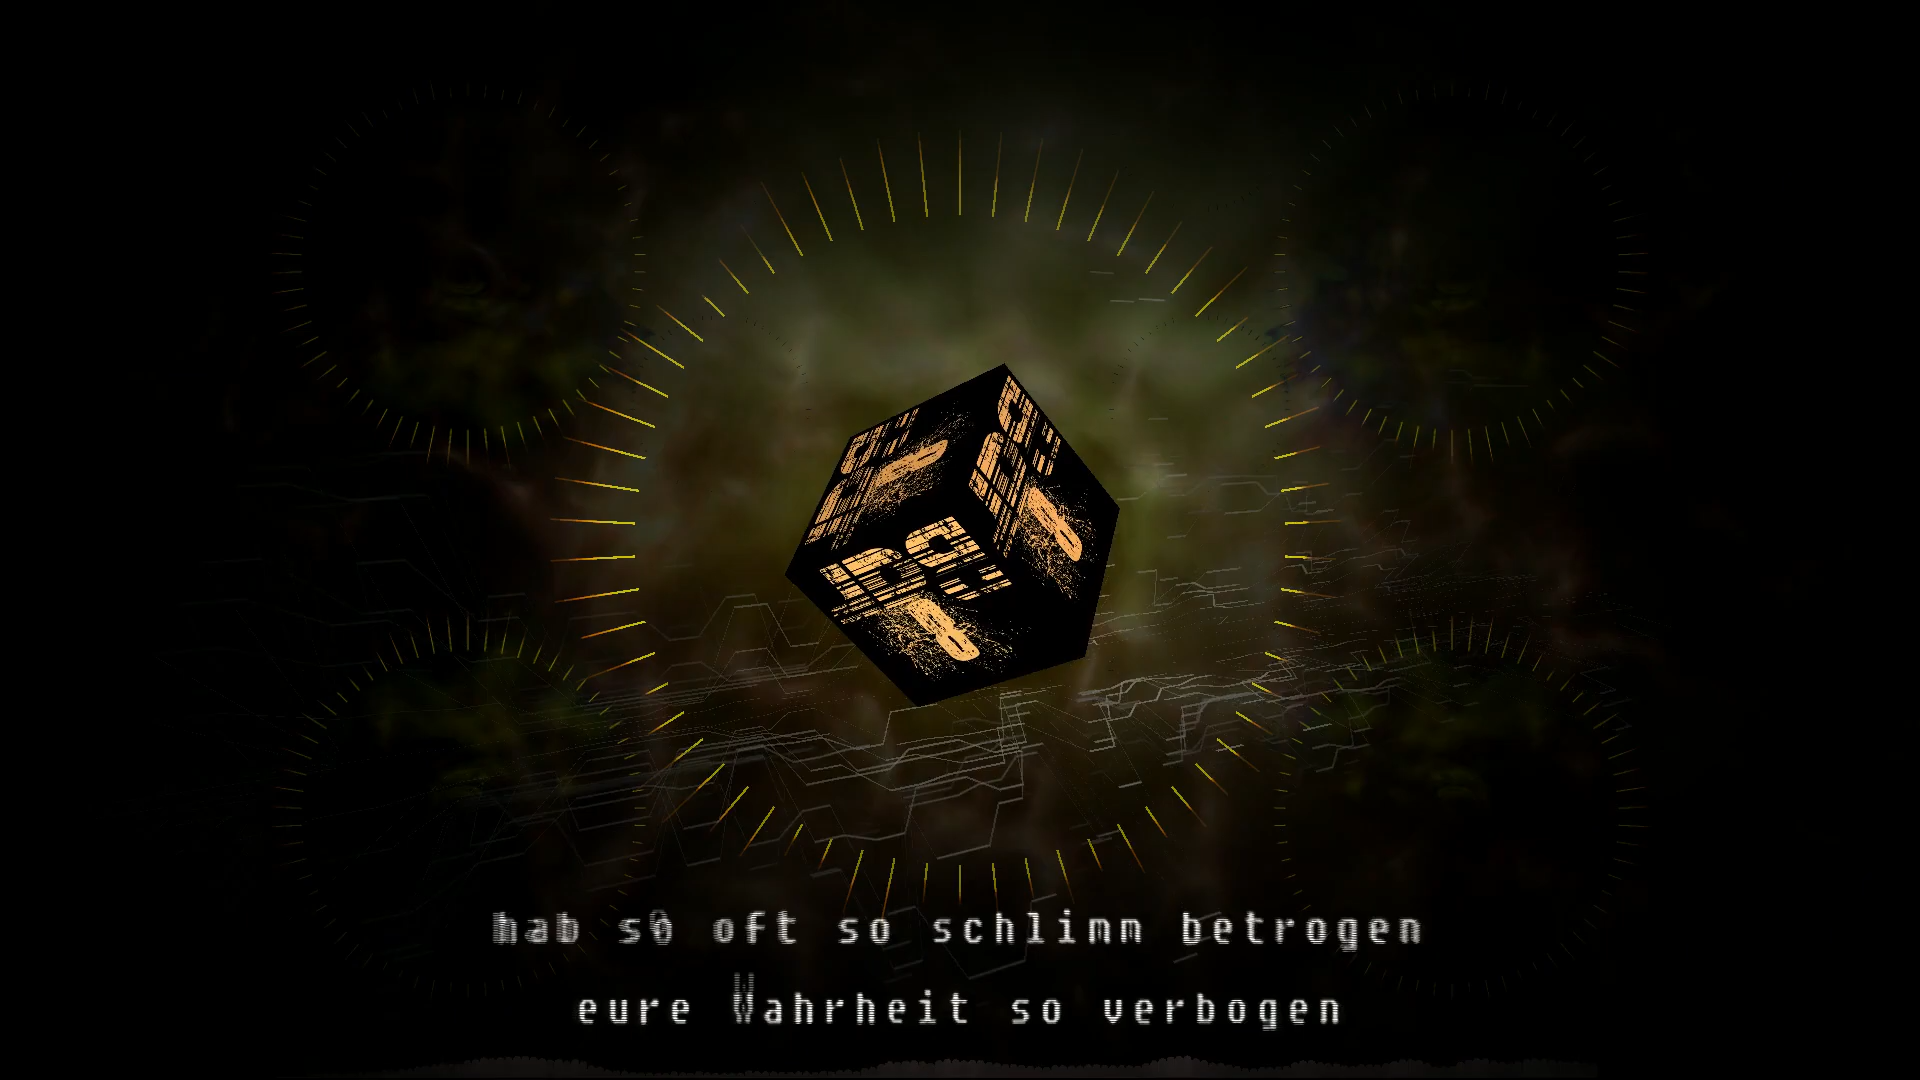 hab s0 oft so schlimm betrogen
eure Wahrheit so verbogen